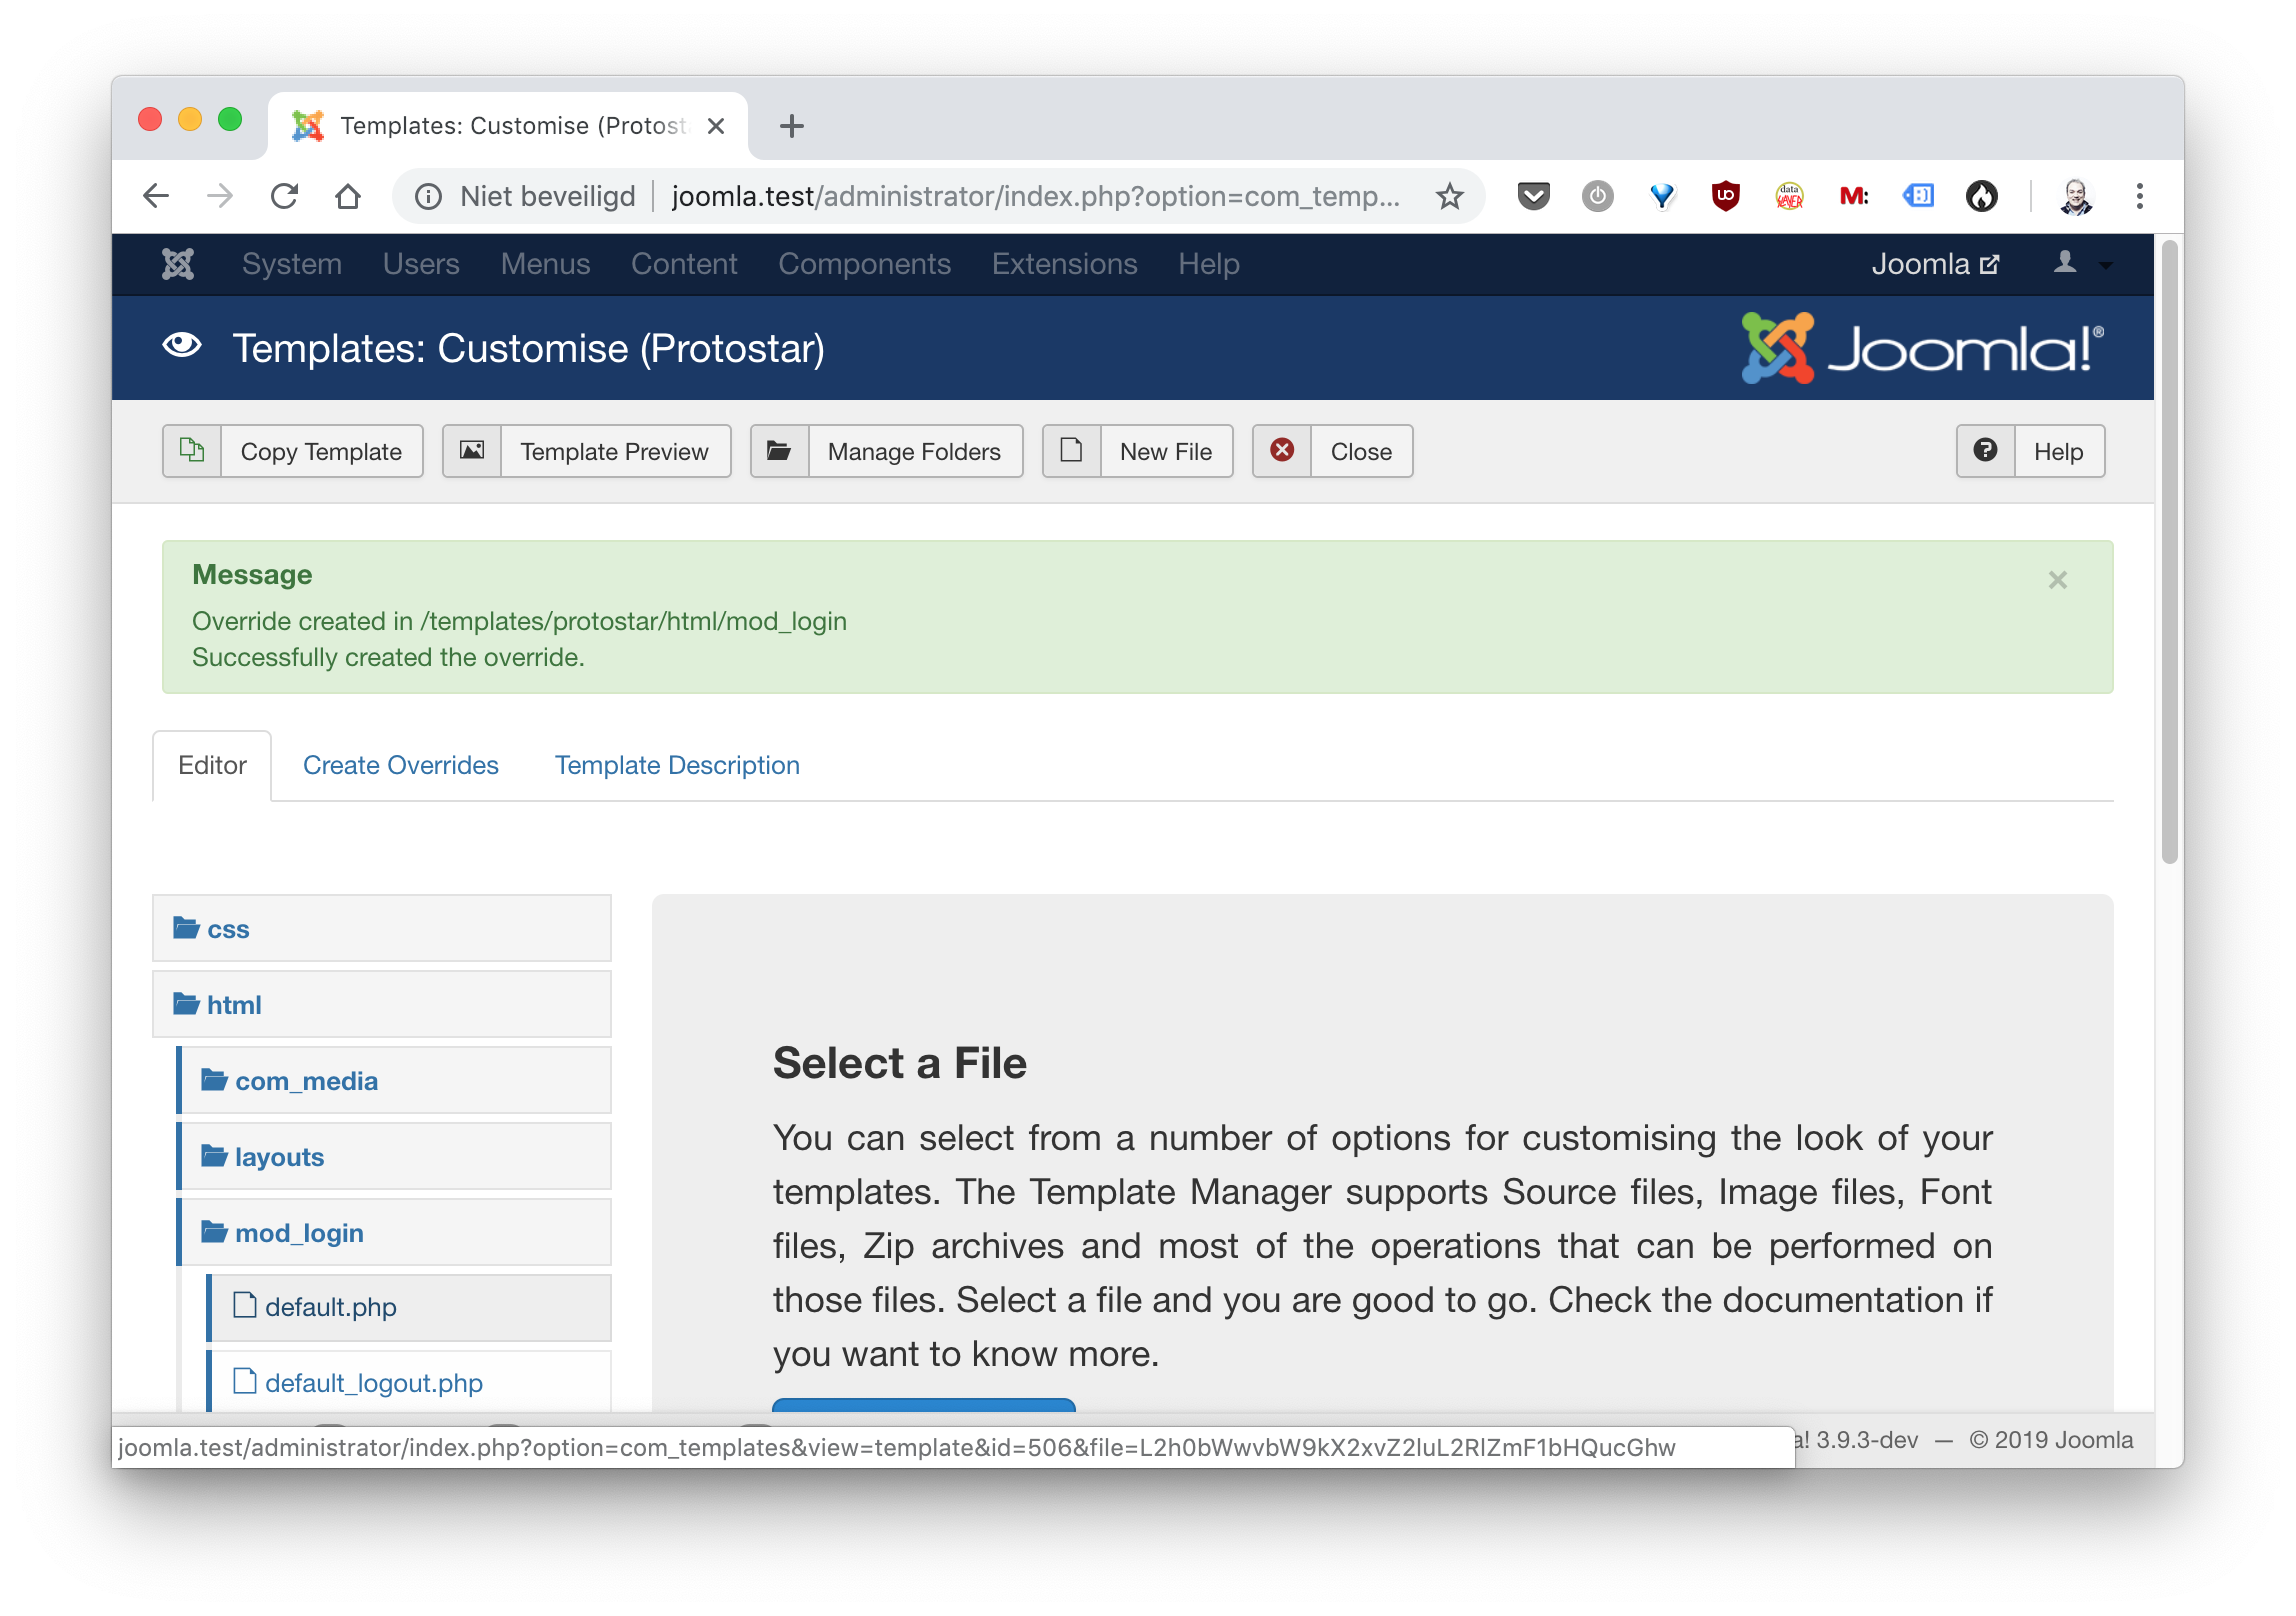 Templates: Customise (Protost
Niet beveiligd joomla.test/administrator/index.php?option=com_temp...
System Users Menus Content Components Extensions Help Joomla
Templates: Customise (Protostar) Joomla!®
Copy Template Template Preview Manage Folders New File Close Help
Message
Override created in /templates/protostar/html/mod_login
Successfully created the override.
Editor Create Overrides Template Description
css
html
com_media
layouts
mod_login
default.php
default_logout.php
Select a File
You can select from a number of options for customising the look of your
templates. The Template Manager supports Source files, Image files, Font
files, Zip archives and most of the operations that can be performed on
those files. Select a file and you are good to go. Check the documentation if
you want to know more.
joomla.test/administrator/index.php?option=com_templates&view=template&id=506&file=L2h0bWwvbW9kX2xvZ2luL2RlZmF1bHQucGhw
a! 3.9.3-dev — © 2019 Joomla